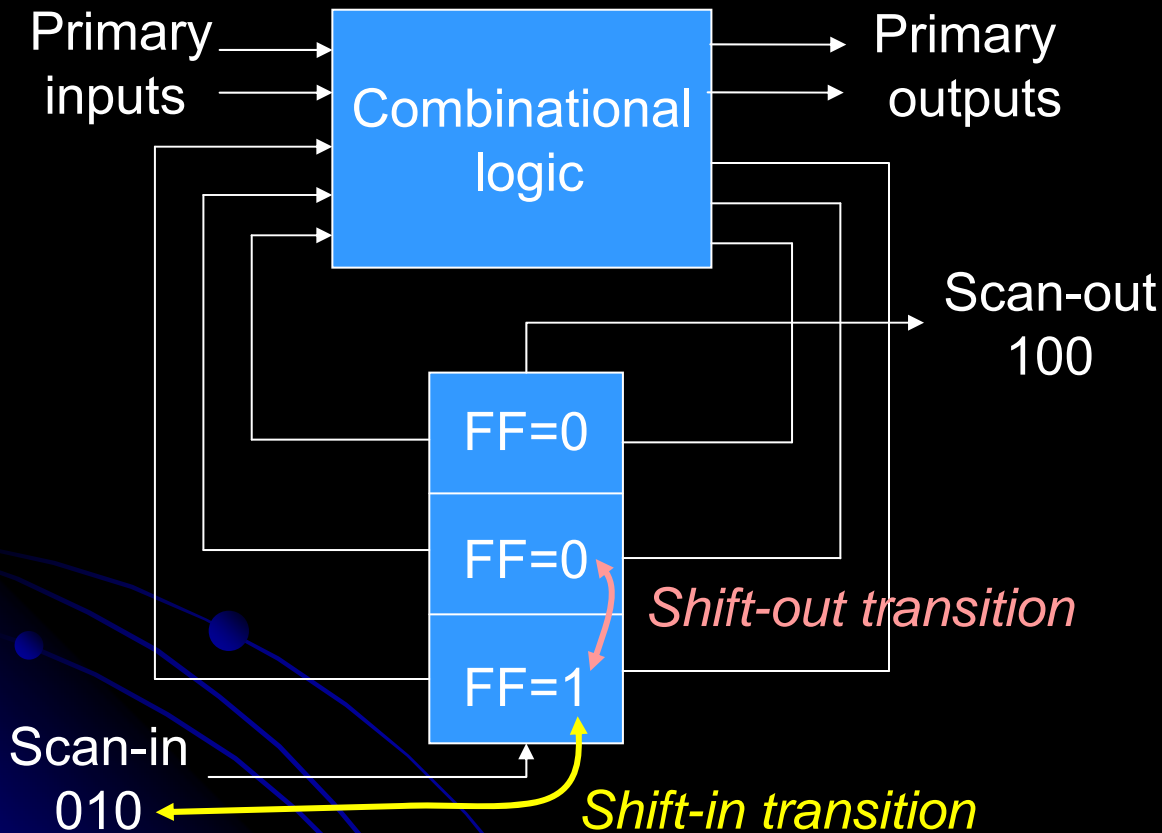 Primary
inputs
Combinational
logic
Primary
outputs
Scan-out
100
FF=0
FF=0
Shift-out transition
FF=1
Scan-in
010
Shift-in transition